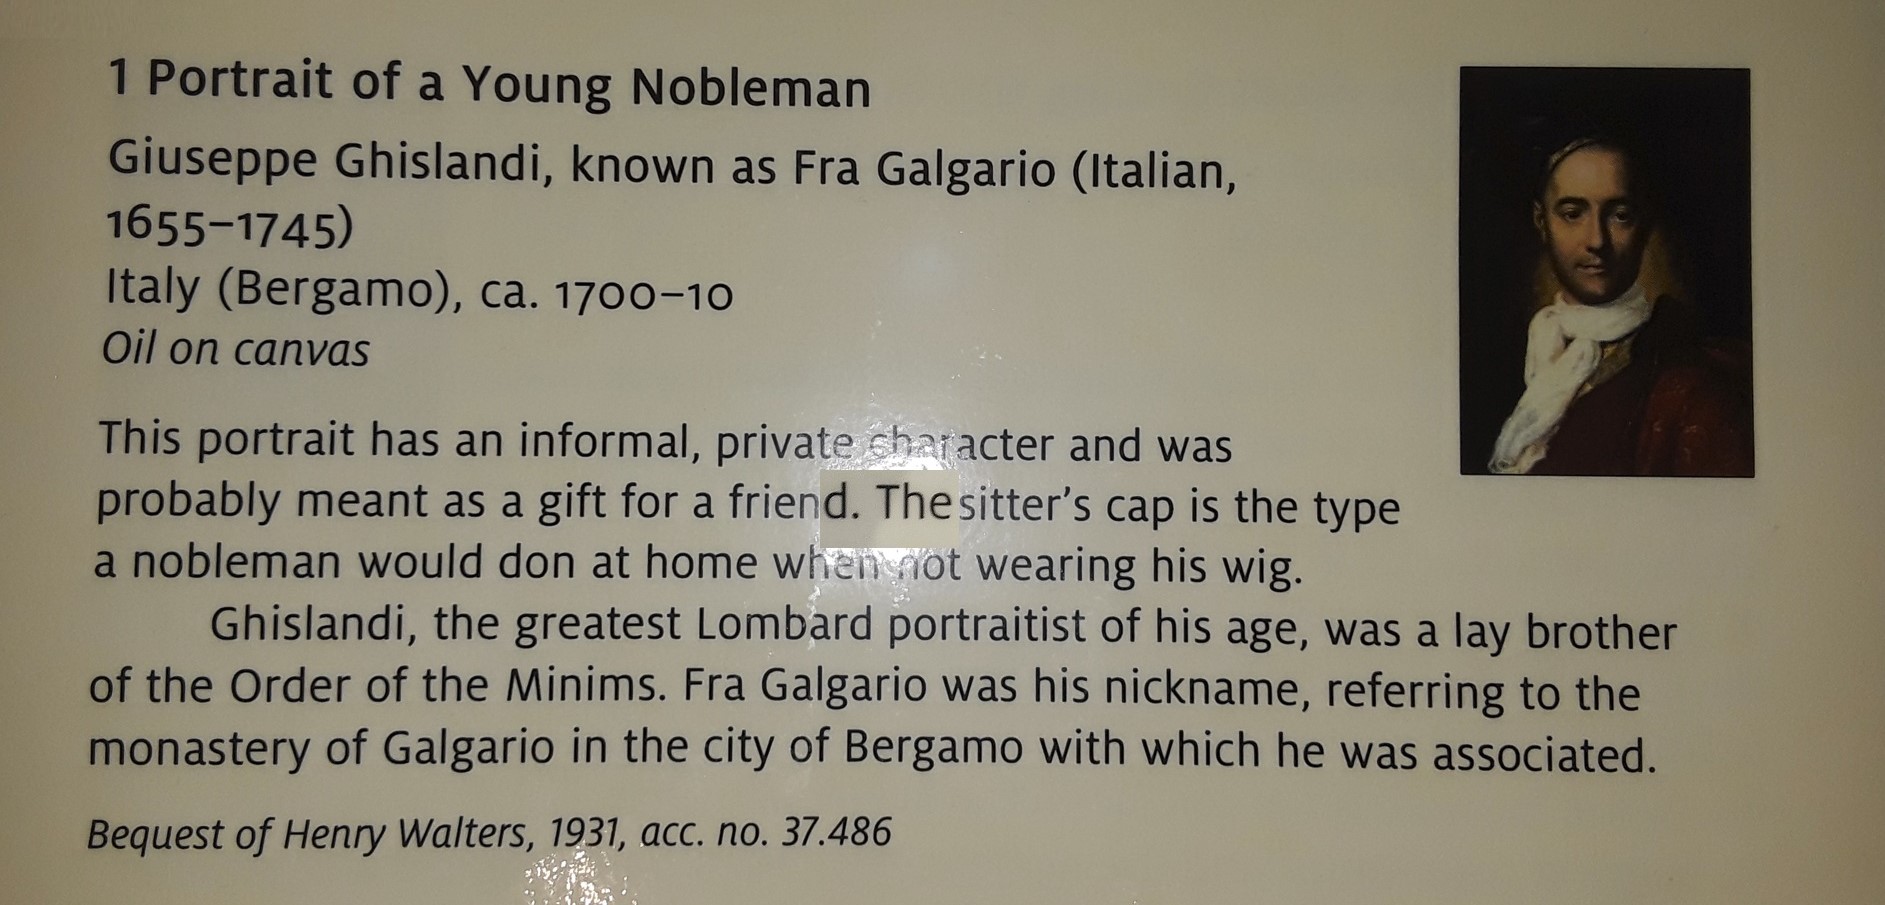 1 Portrait of a Young Nobleman
Giuseppe Ghislandi, known as Fra Galgario (Italian,
1655–1745)
Italy (Bergamo), ca. 1700–10
Oil on canvas
This portrait has an informal, private character and was
probably meant as a gift for a friend. The sitter's cap is the type
a nobleman would don at home when not wearing his wig.
Ghislandi, the greatest Lombard portraitist of his age, was a lay brother
of the Order of the Minims. Fra Galgario was his nickname, referring to the
monastery of Galgario in the city of Bergamo with which he was associated.
Bequest of Henry Walters, 1931, acc. no. 37.486